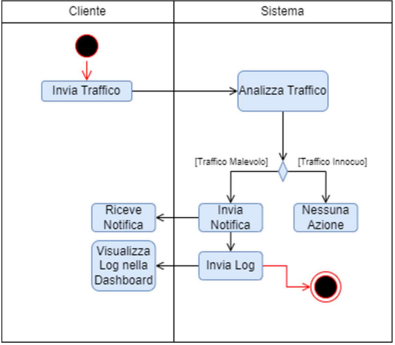 Cliente
Sistema
Invia Traffico
Analizza Traffico
[Traffico Malevolo]
[Traffico Innocuo]
Riceve
Notifica
Invia
Notifica
Nessuna
Azione
Visualizza
Log nella
Dashboard
Invia Log